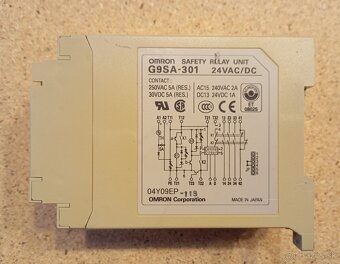 OMRON SAFETY RELAY UNIT
G9SA-301 24VAC/DC
CONTACT :
250VAC 5A (RES.) AC15 240VAC 2A
30VDC 5A (RES.) DC13 24VDC 1A
04Y09EP -11S
OMRON Corporation
MADE IN JAPAN